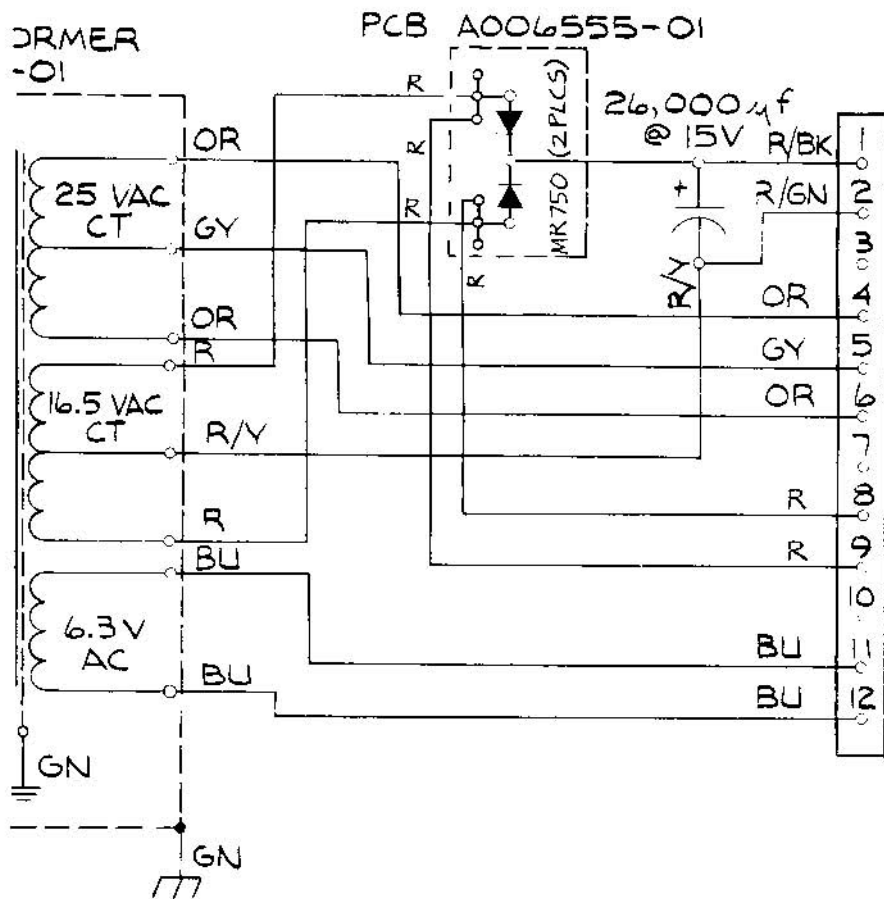 ORMER
-01
PCB A006555-01
R
R
R
R
MR750 (2PLCS)
26,000 µf
@ 15V
+
R/BK
R/GN
R/Y
25 VAC
CT
OR
GY
OR
16.5 VAC
CT
R
R/Y
R
6.3V
AC
BU
BU
OR
GY
OR
R
R
BU
BU
1
2
3
4
5
6
7
8
9
10
11
12
GN
GN